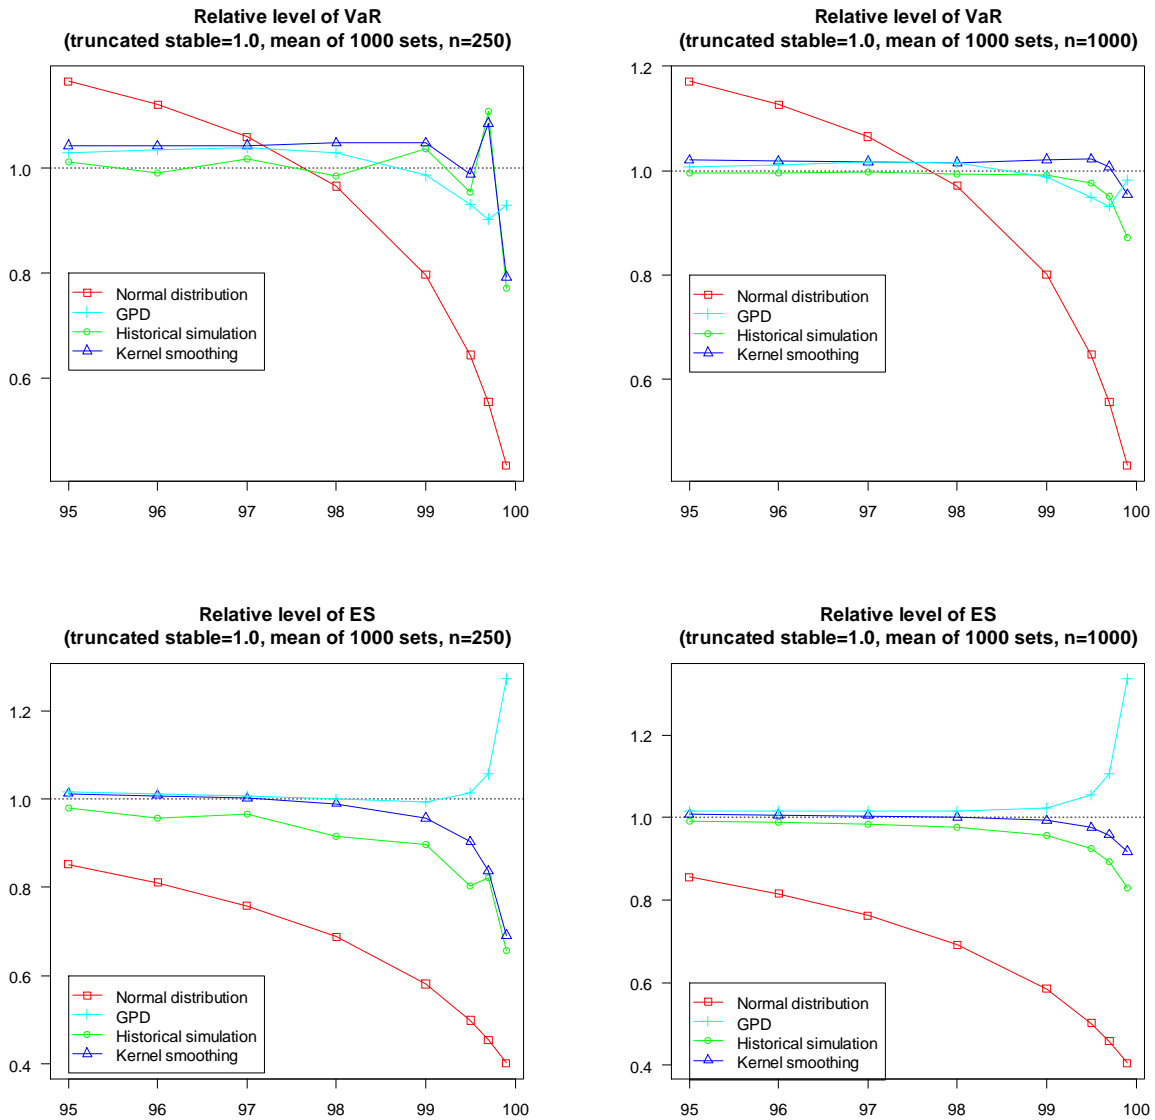 Relative level of VaR
(truncated stable=1.0, mean of 1000 sets, n=250)
1.0
0.8
0.6
Normal distribution
GPD
Historical simulation
Kernel smoothing
95 96 97 98 99 100
Relative level of VaR
(truncated stable=1.0, mean of 1000 sets, n=1000)
1.2
1.0
0.8
0.6
Normal distribution
GPD
Historical simulation
Kernel smoothing
95 96 97 98 99 100
Relative level of ES
(truncated stable=1.0, mean of 1000 sets, n=250)
1.2
1.0
0.8
0.6
0.4
Normal distribution
GPD
Historical simulation
Kernel smoothing
95 96 97 98 99 100
Relative level of ES
(truncated stable=1.0, mean of 1000 sets, n=1000)
1.2
1.0
0.8
0.6
0.4
Normal distribution
GPD
Historical simulation
Kernel smoothing
95 96 97 98 99 100